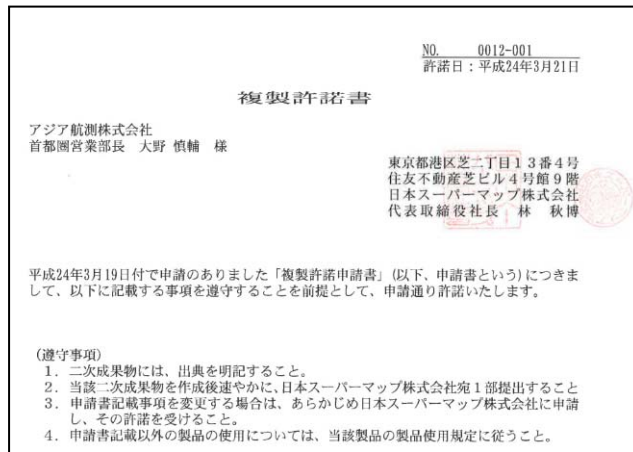 NO. 0012-001
許諾日：平成24年3月21日
複製許諾書
アジア航測株式会社
首都圏営業部長 大野 慎輔 様
東京都港区芝二丁目13番4号
住友不動産芝ビル4号館9階
日本スーパーマップ株式会社
代表取締役社長 林 秋博
平成24年3月19日付で申請のありました「複製許諾申請書」(以下、申請書という)につきま
して、以下に記載する事項を遵守することを前提として、申請通り許諾いたします。
(遵守事項)
1. 二次成果物には、出典を明記すること。
2. 当該二次成果物を作成後速やかに、日本スーパーマップ株式会社宛1部提出すること
3. 申請書記載事項を変更する場合は、あらかじめ日本スーパーマップ株式会社に申請
し、その許諾を受けること。
4. 申請書記載以外の製品の使用については、当該製品の製品使用規定に従うこと。